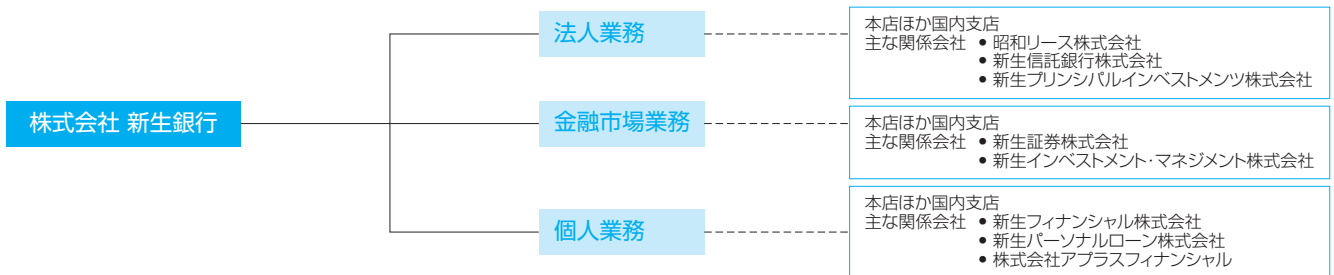 株式会社 新生銀行
法人業務
本店ほか国内支店
主な関係会社 • 昭和リース株式会社
• 新生信託銀行株式会社
• 新生プリンシパルインベストメンツ株式会社
金融市場業務
本店ほか国内支店
主な関係会社 • 新生証券株式会社
• 新生インベストメント・マネジメント株式会社
個人業務
本店ほか国内支店
主な関係会社 • 新生フィナンシャル株式会社
• 新生パーソナルローン株式会社
• 株式会社アプラスフィナンシャル